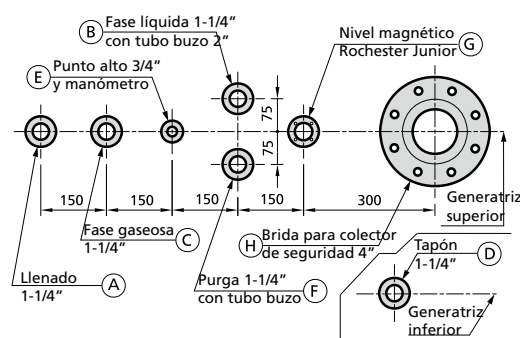 B
Fase líquida 1-1/4”
con tubo buzo 2”
Nivel magnético
Rochester Junior
G
E
Punto alto 3/4”
y manómetro
75
75
150
150
150
150
300
Generatriz
superior
Fase gaseosa
1-1/4”
C
H
Brida para colector
de seguridad 4”
Tapón
1-1/4”
D
Llenado
1-1/4”
A
Purga 1-1/4”
con tubo buzo
F
Generatriz
inferior